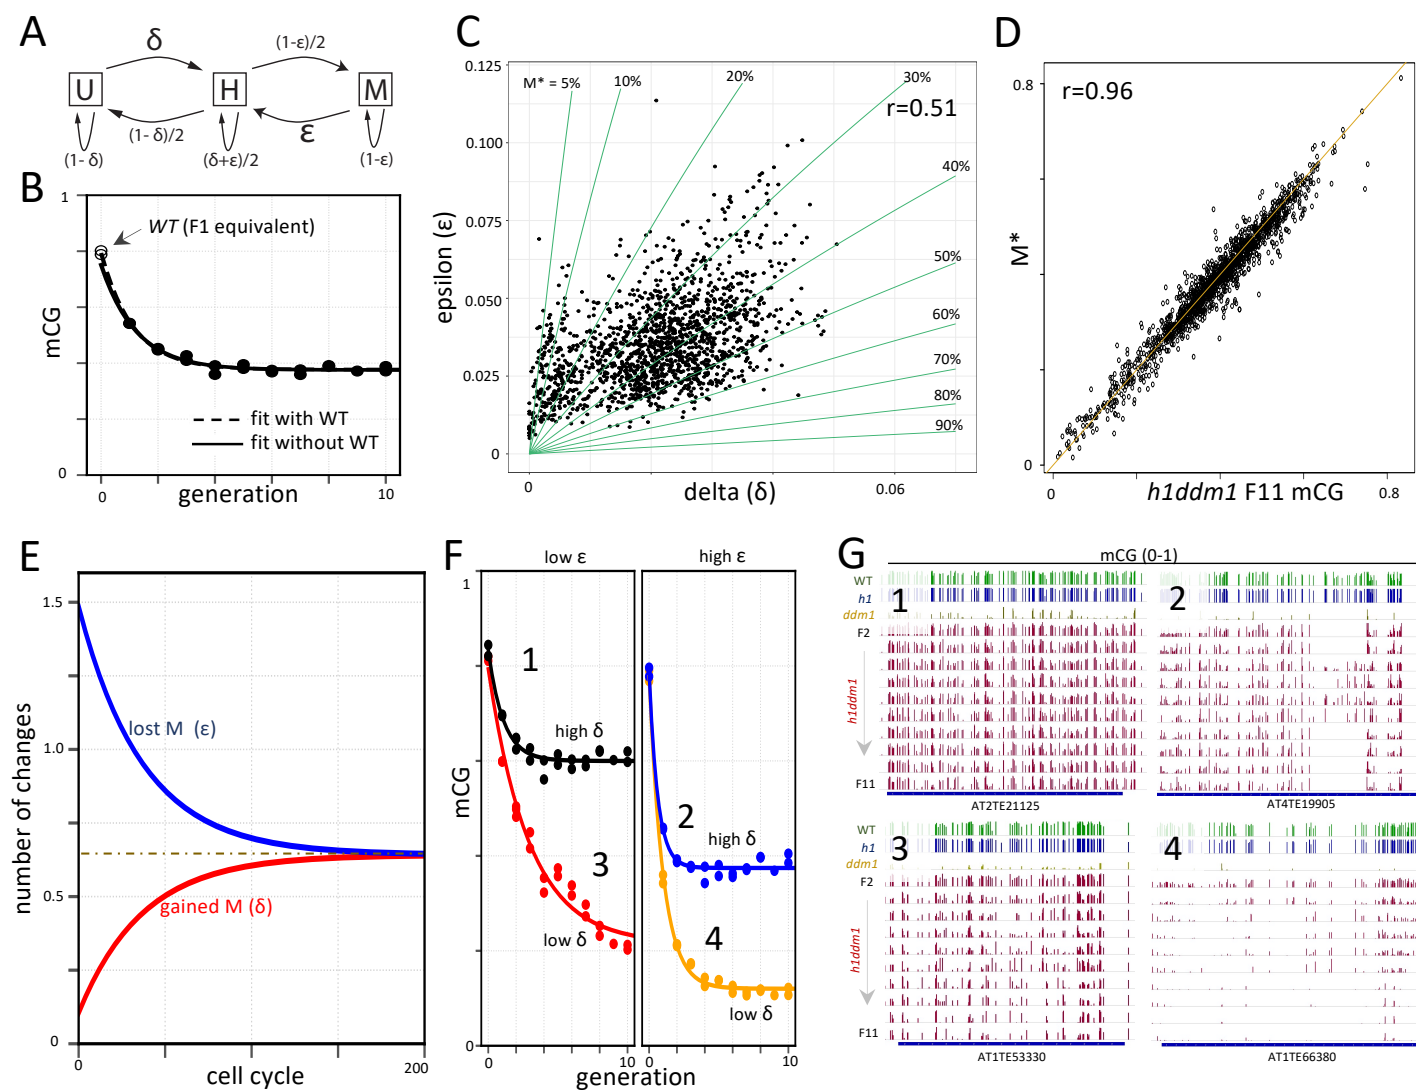 A
δ
(1-ε)/2
U
H
M
(1- δ)/2
ε
(1- δ)
(δ+ε)/2
(1-ε)
B
1
WT (F1 equivalent)
mCG
fit with WT
fit without WT
0
0
generation
10
C
0.125
M* = 5%
10%
20%
30%
r=0.51
0.100
40%
epsilon (ε)
0.075
50%
0.050
60%
70%
0.025
80%
90%
0
0
delta (δ)
0.06
D
0.8
r=0.96
M*
0
0
h1ddm1 F11 mCG
0.8
E
1.5
lost M (ε)
1.0
number of changes
0.5
gained M (δ)
0
0
cell cycle
200
F
low ε
high ε
1
1
high δ
mCG
2
3
high δ
low δ
4
low δ
0
0
10
0
10
generation
G
mCG (0-1)
WT
h1
ddm1
F2
h1ddm1
F11
1
2
AT2TE21125
AT4TE19905
WT
h1
ddm1
F2
h1ddm1
F11
3
4
AT1TE53330
AT1TE66380